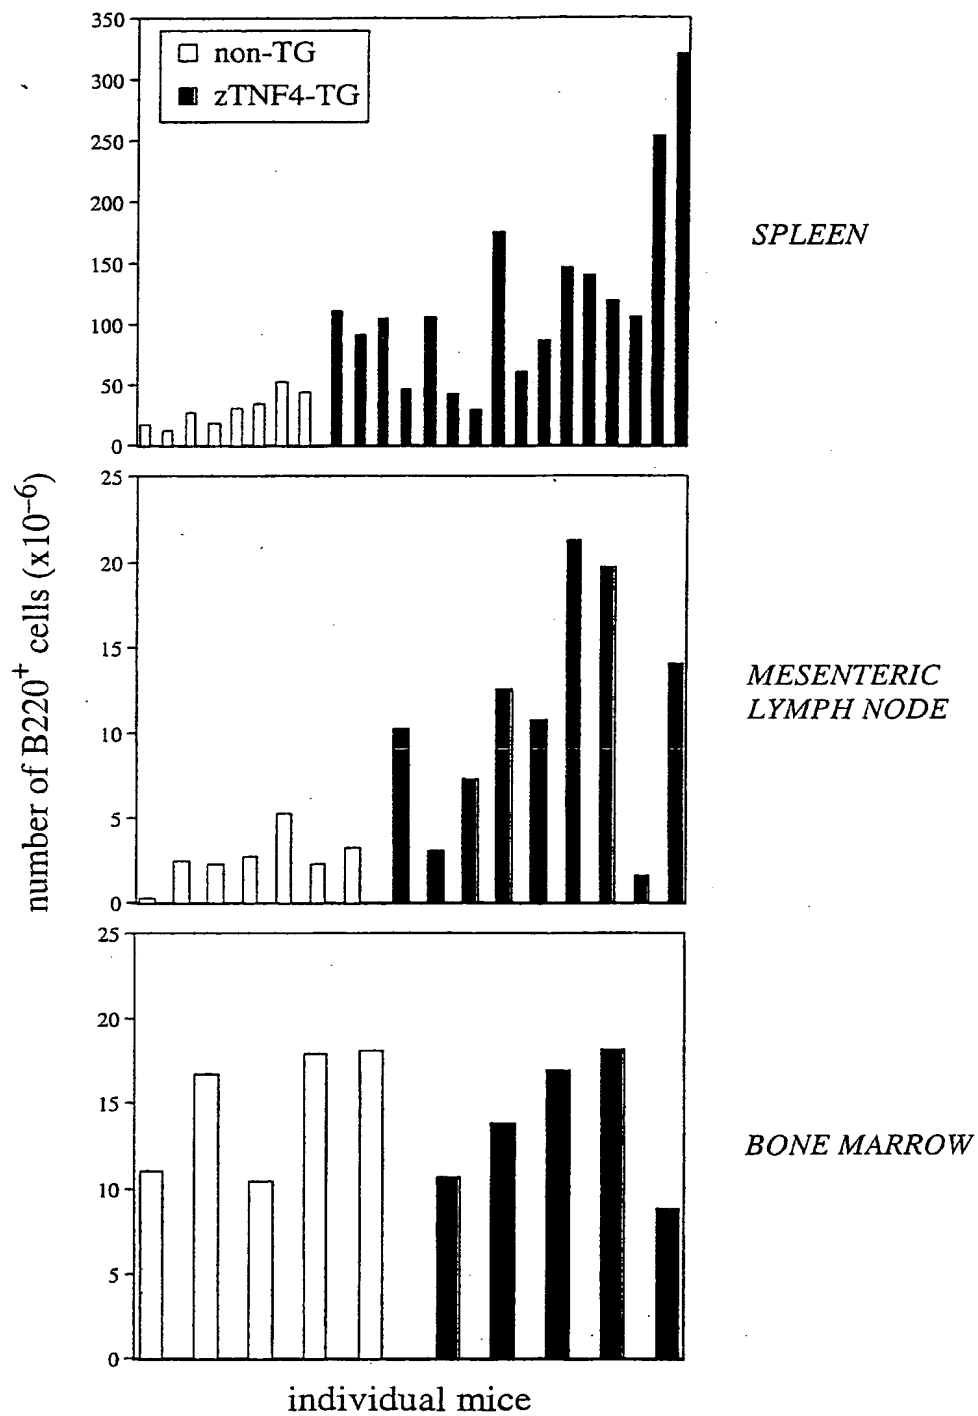 350
300
250
200
150
100
50
0
non-TG
zTNF4-TG
SPLEEN
number of B220⁺ cells (x10⁻⁶)
25
20
15
10
5
0
MESENTERIC
LYMPH NODE
25
20
15
10
5
0
BONE MARROW
individual mice